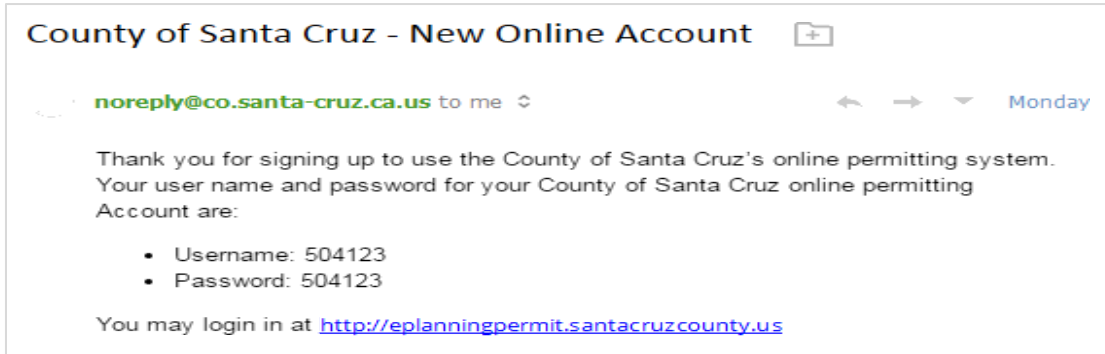 County of Santa Cruz - New Online Account
noreply@co.santa-cruz.ca.us to me
Monday
Thank you for signing up to use the County of Santa Cruz’s online permitting system.
Your user name and password for your County of Santa Cruz online permitting
Account are:
• Username: 504123
• Password: 504123
You may login in at http://eplanningpermit.santacruzcounty.us